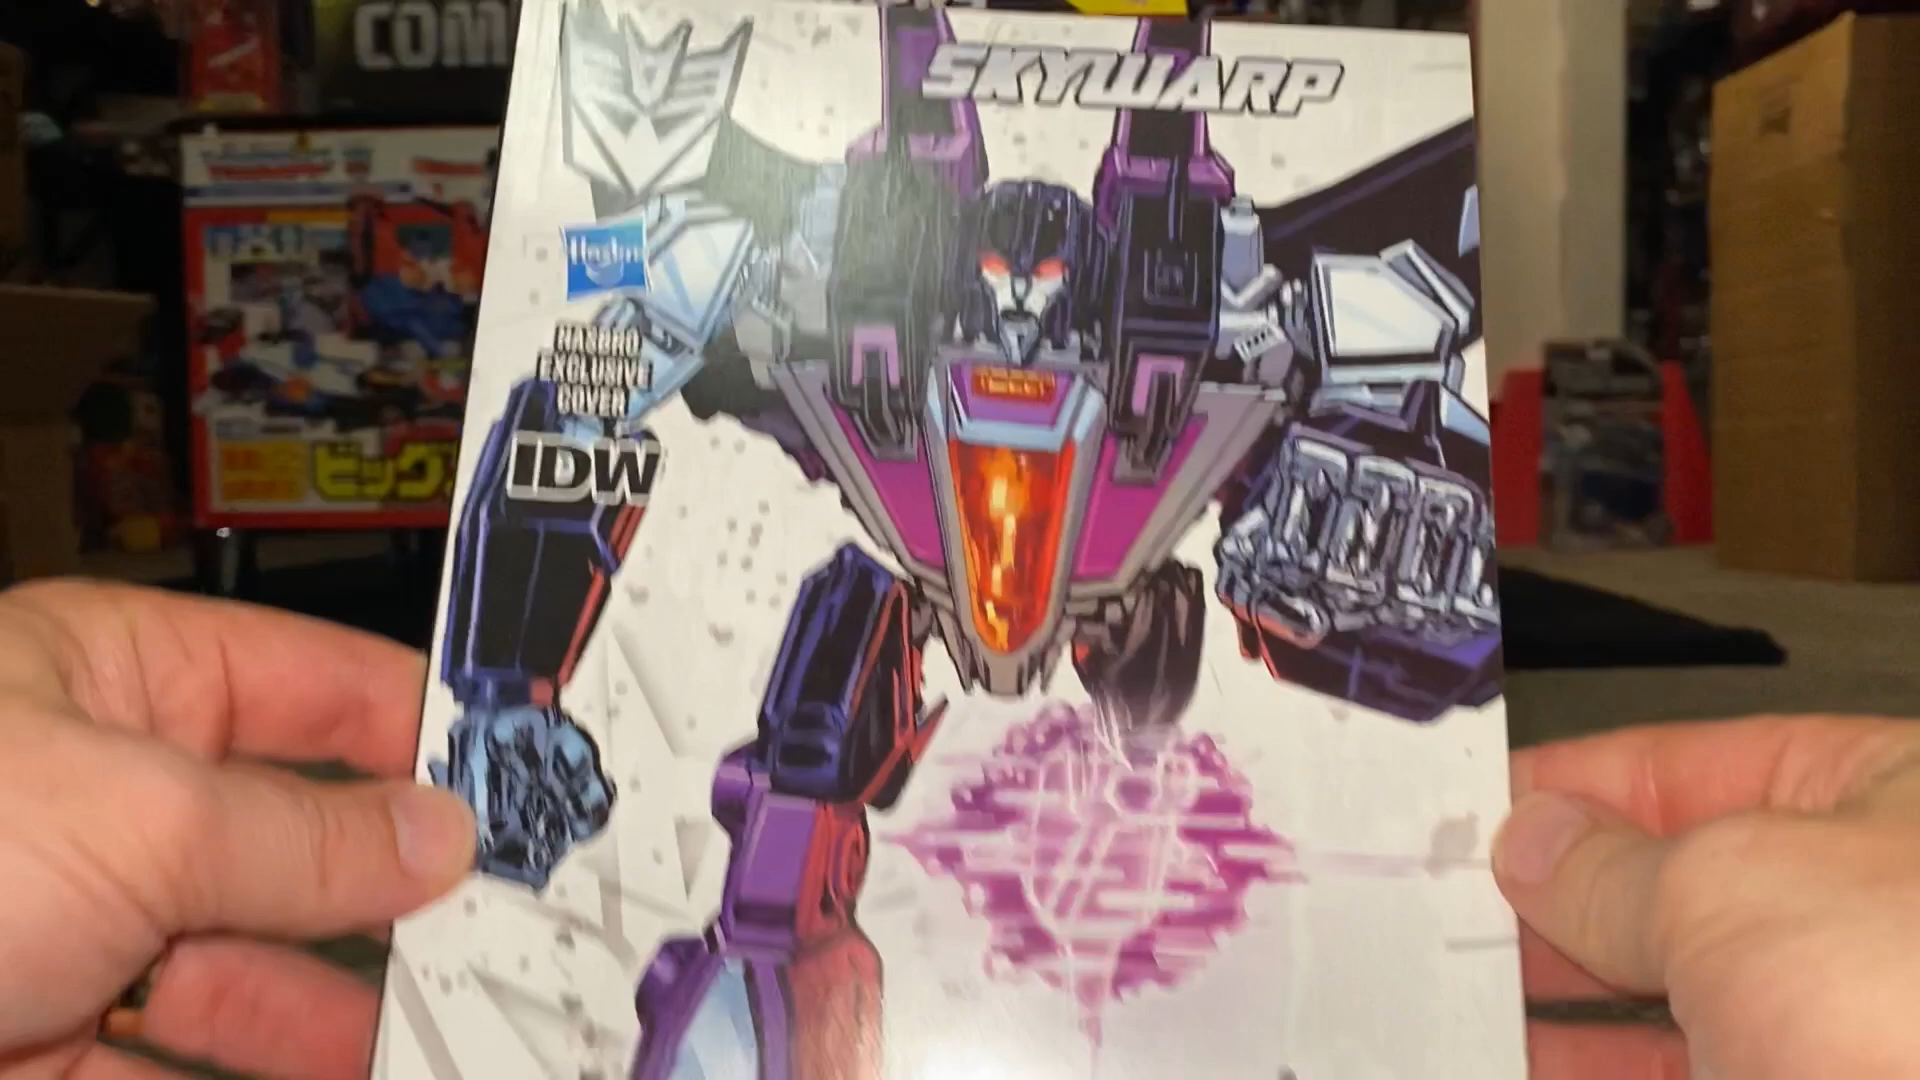 COM
SKYWARP
Hasbro
HASBRO
EXCLUSIVE
COVER
IDW
ビッグ